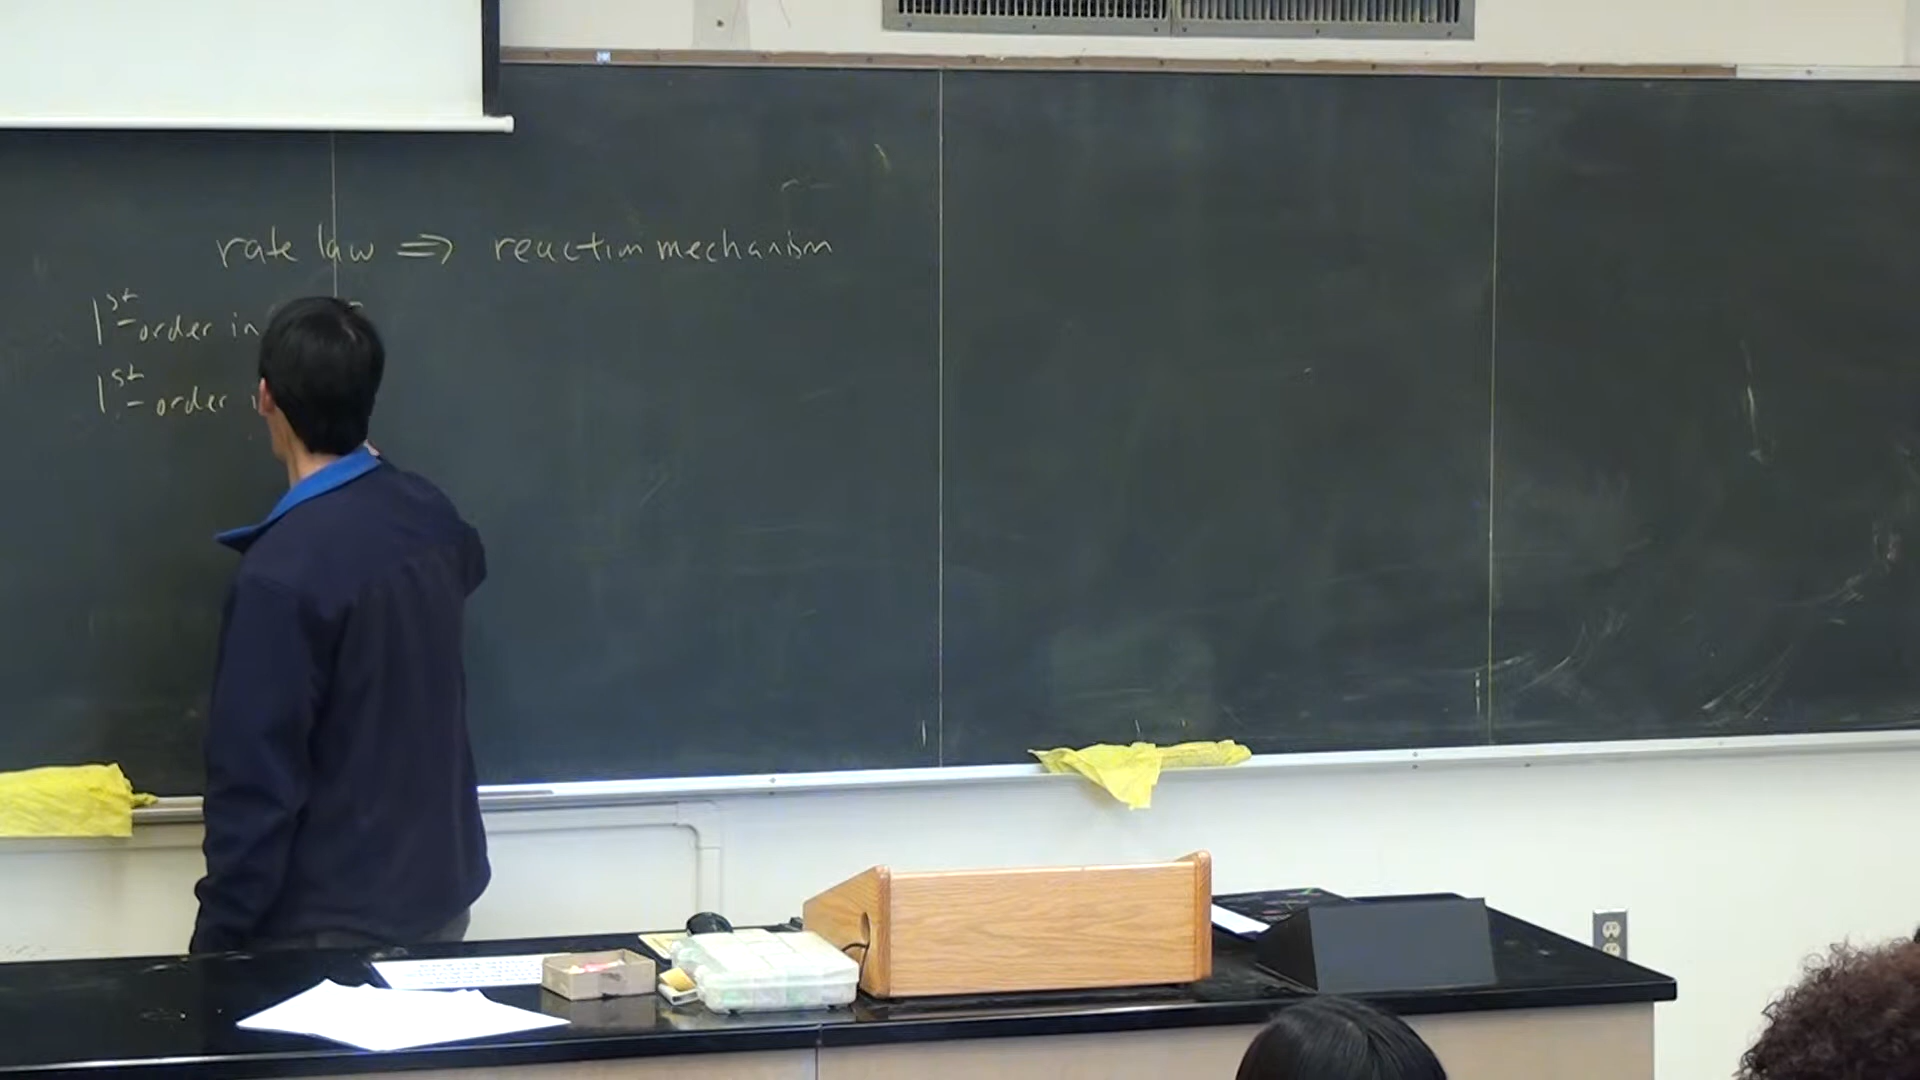 rate law ⇒ reaction mechanism
1st-order in
1st-order